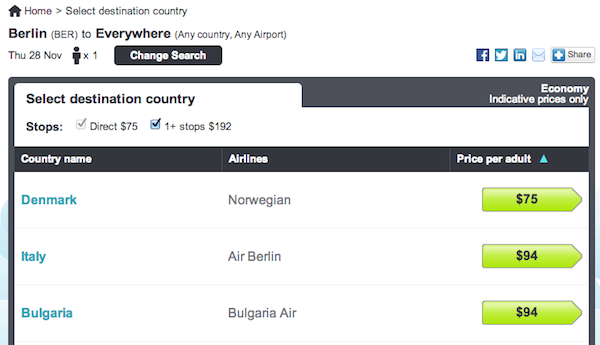 Home > Select destination country
Berlin (BER) to Everywhere (Any country, Any Airport)
Thu 28 Nov x 1 Change Search Share
Economy
Indicative prices only
Select destination country
Stops: Direct $75 1+ stops $192
Country name Airlines Price per adult
Denmark Norwegian $75
Italy Air Berlin $94
Bulgaria Bulgaria Air $94